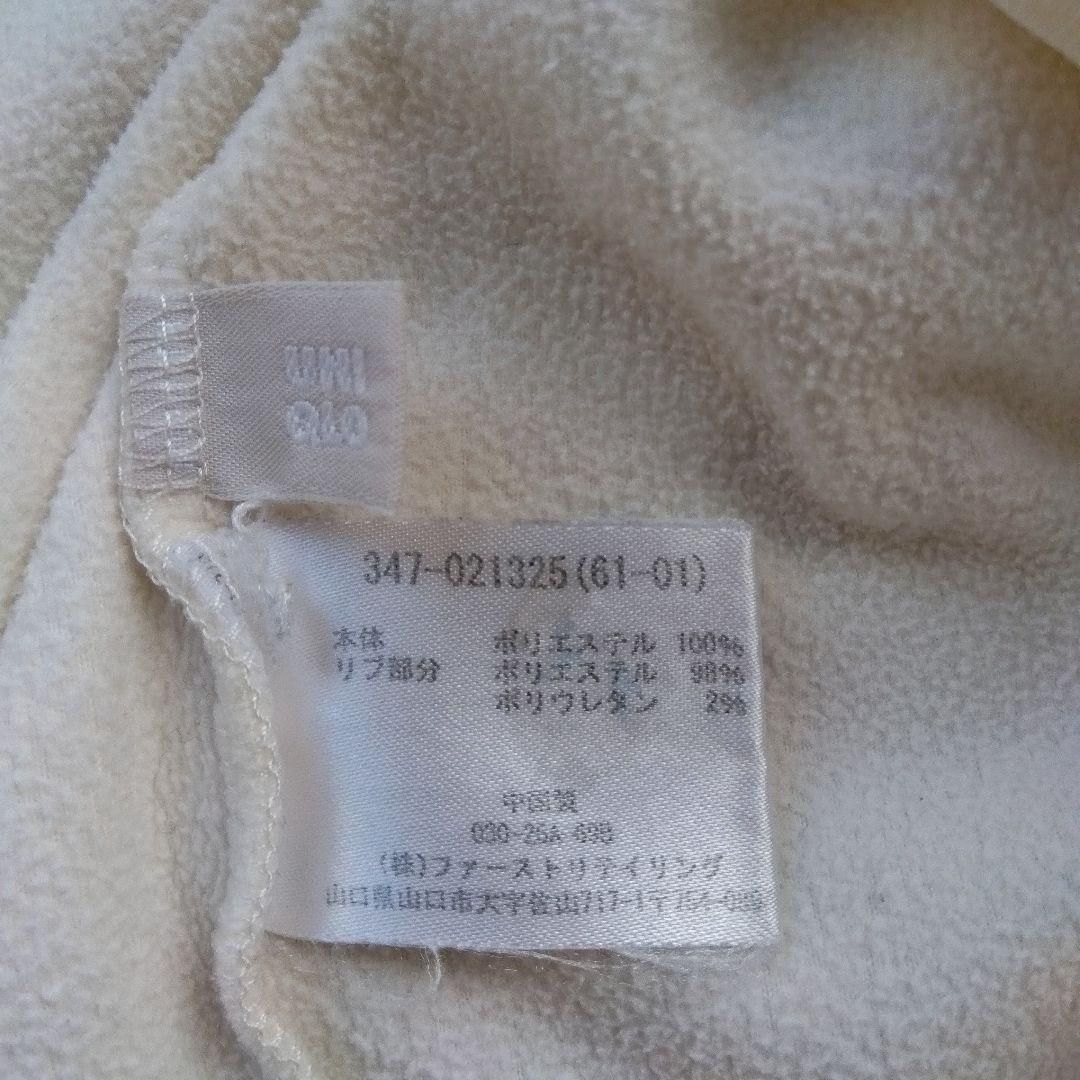 UNI
QLO
347-021325(61-01)
本体 ポリエステル 100%
リブ部分 ポリエステル 98%
ポリウレタン 2%
中国製
030-25A
(株)ファーストリテイリング
山口県山口市大字佐山717-1